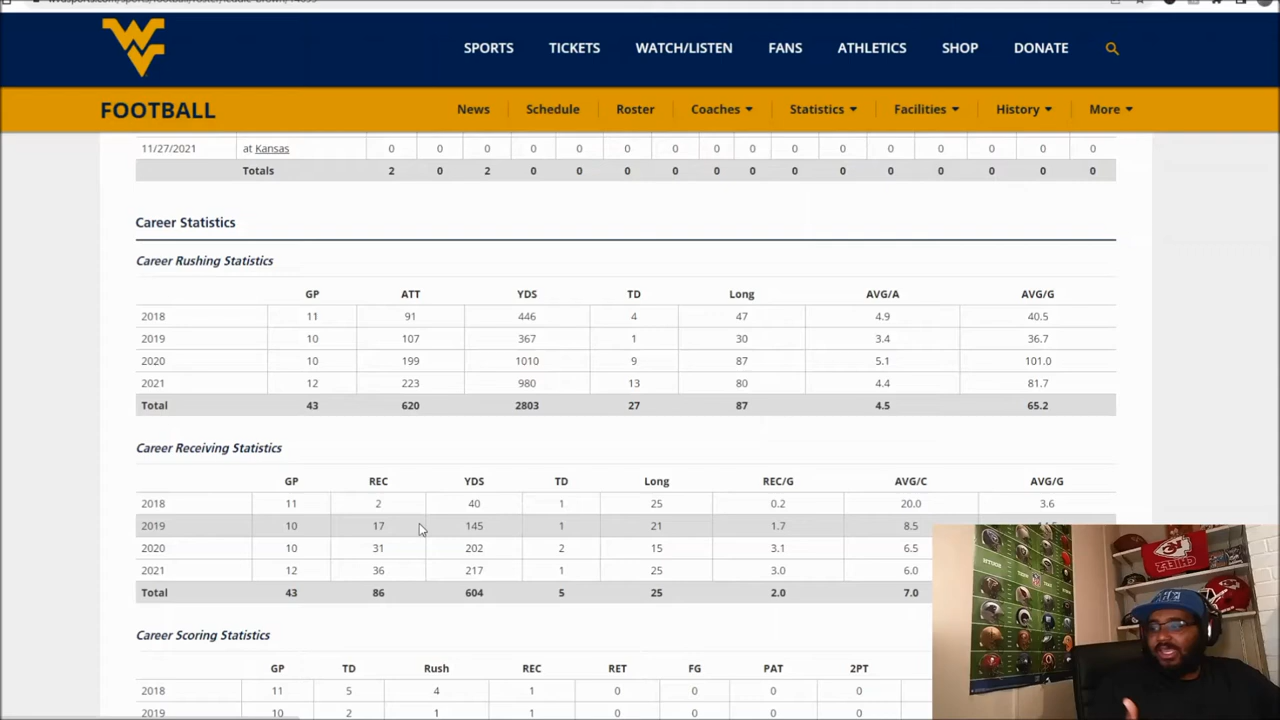 SPORTS TICKETS WATCH/LISTEN FANS ATHLETICS SHOP DONATE
FOOTBALL News Schedule Roster Coaches Statistics Facilities History More
11/27/2021 at Kansas 0 0 0 0 0 0 0 0 0 0 0 0 0 0
Totals 2 0 2 0 0 0 0 0 0 0 0 0 0 0
Career Statistics
Career Rushing Statistics
GP ATT YDS TD Long AVG/A AVG/G
2018 11 91 446 4 47 4.9 40.5
2019 10 107 367 1 30 3.4 36.7
2020 10 199 1010 9 87 5.1 101.0
2021 12 223 980 13 80 4.4 81.7
Total 43 620 2803 27 87 4.5 65.2
Career Receiving Statistics
GP REC YDS TD Long REC/G AVG/C AVG/G
2018 11 2 40 1 25 0.2 20.0 3.6
2019 10 17 145 1 21 1.7 8.5
2020 10 31 202 2 15 3.1 6.5
2021 12 36 217 1 25 3.0 6.0
Total 43 86 604 5 25 2.0 7.0
Career Scoring Statistics
GP TD Rush REC RET FG PAT 2PT
2018 11 5 4 1 0 0 0 0
2019 10 2 1 1 0 0 0 0